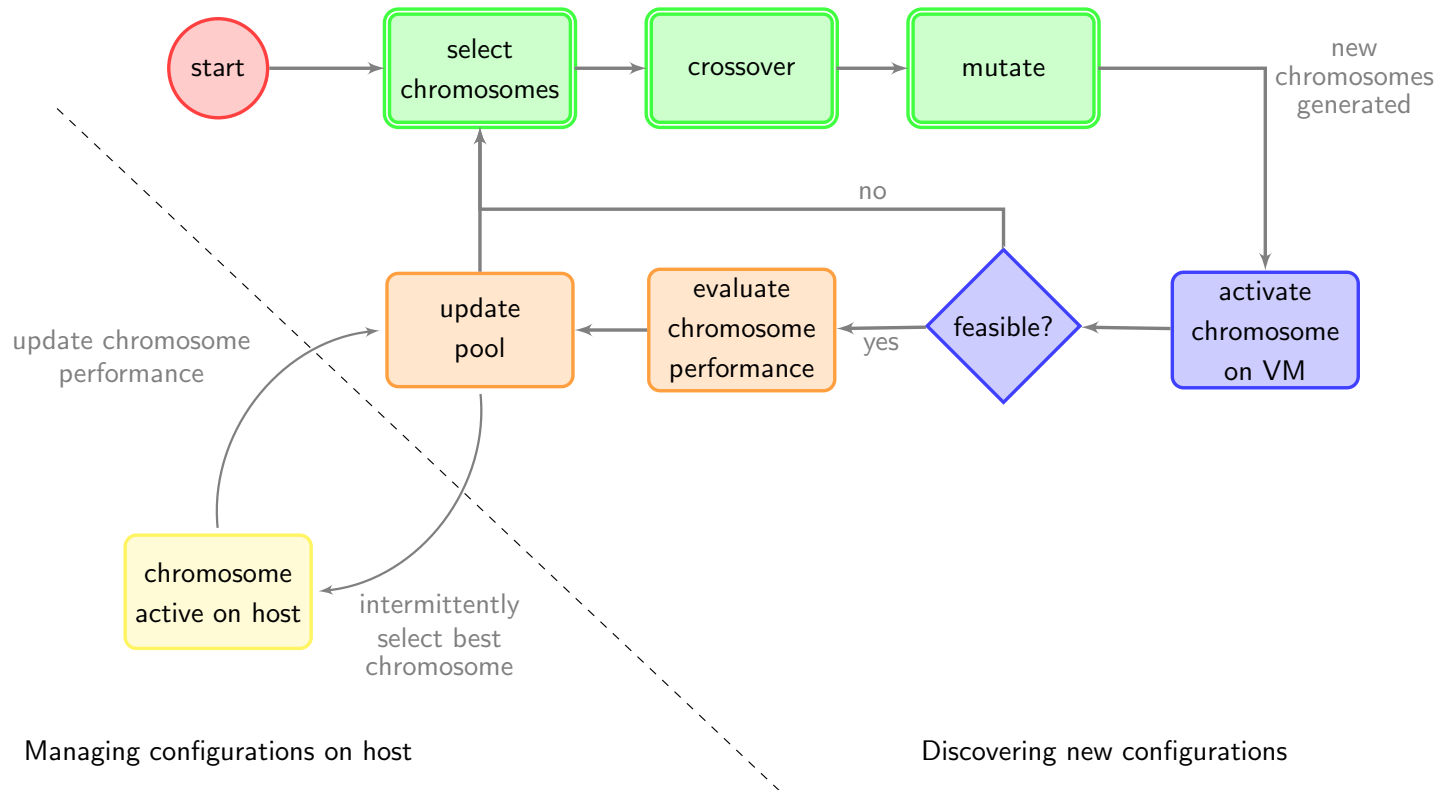 start
select
chromosomes
crossover
mutate
new
chromosomes
generated
no
update
pool
evaluate
chromosome
performance
yes
feasible?
activate
chromosome
on VM
update chromosome
performance
chromosome
active on host
intermittently
select best
chromosome
Managing configurations on host
Discovering new configurations